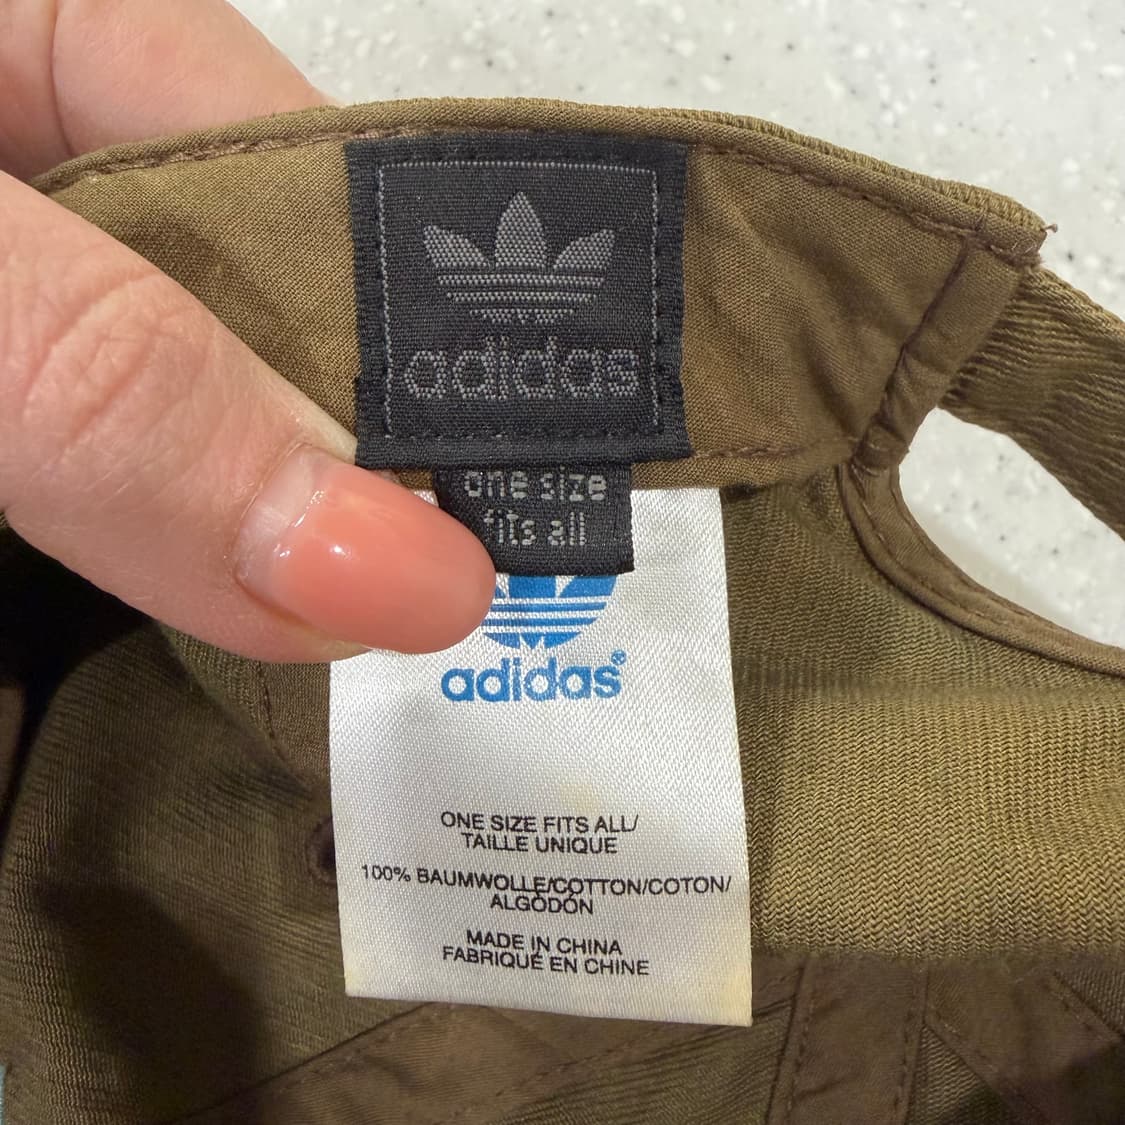 adidas
one size
fits all
adidas®
ONE SIZE FITS ALL/
TAILLE UNIQUE
100% BAUMWOLLE/COTTON/COTON/
ALGÒDÓN
MADE IN CHINA
FABRIQUÉ EN CHINE